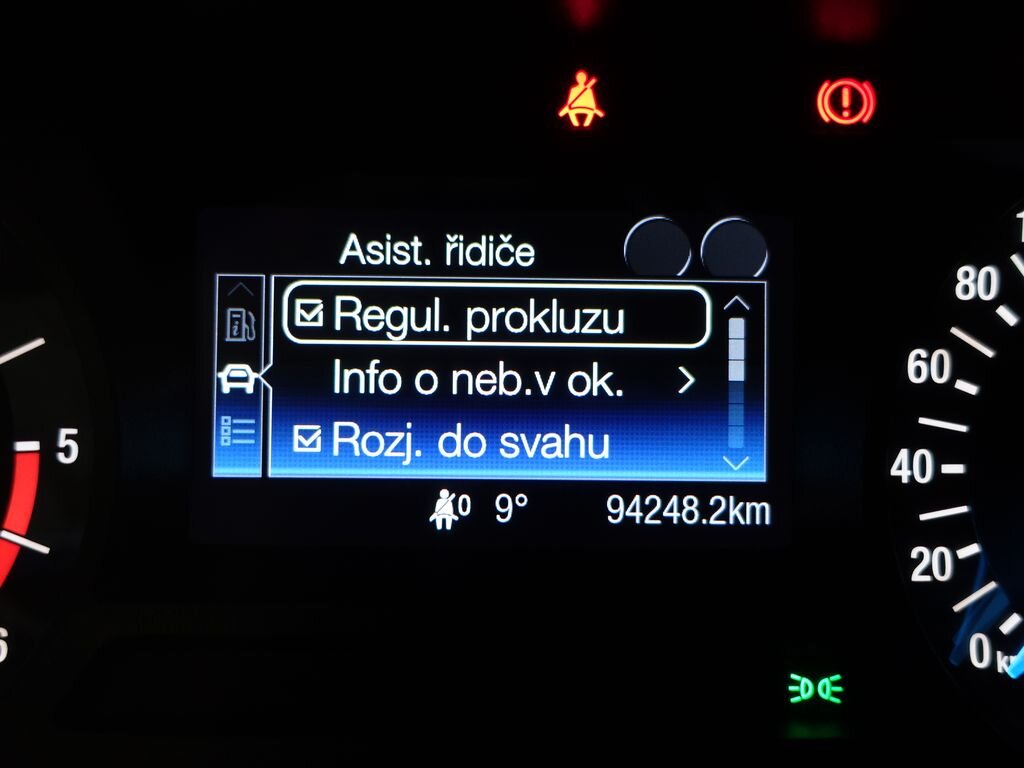 Asist. řidiče
Regul. prokluzu
Info o neb.v ok.
Rozj. do svahu
0 9° 94248.2km
5
6
80
60
40
20
0